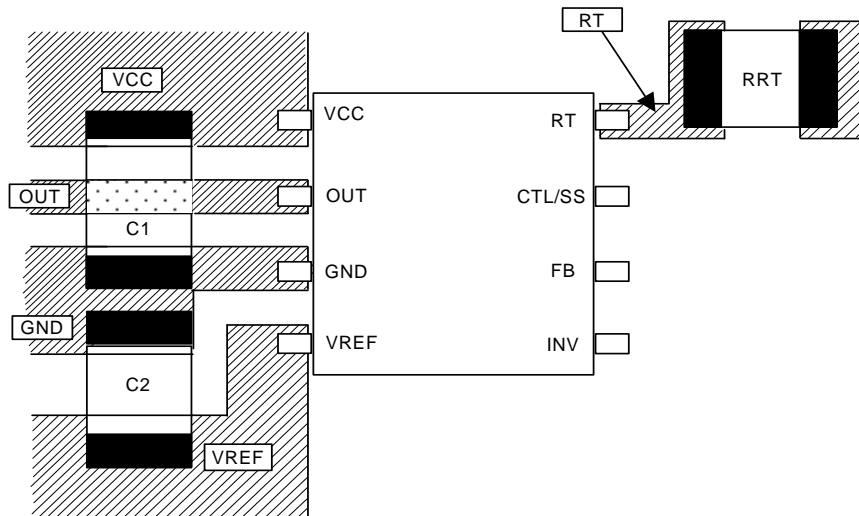 RT
RRT
VCC
VCC
RT
OUT
OUT
CTL/SS
C1
GND
FB
GND
VREF
INV
C2
VREF